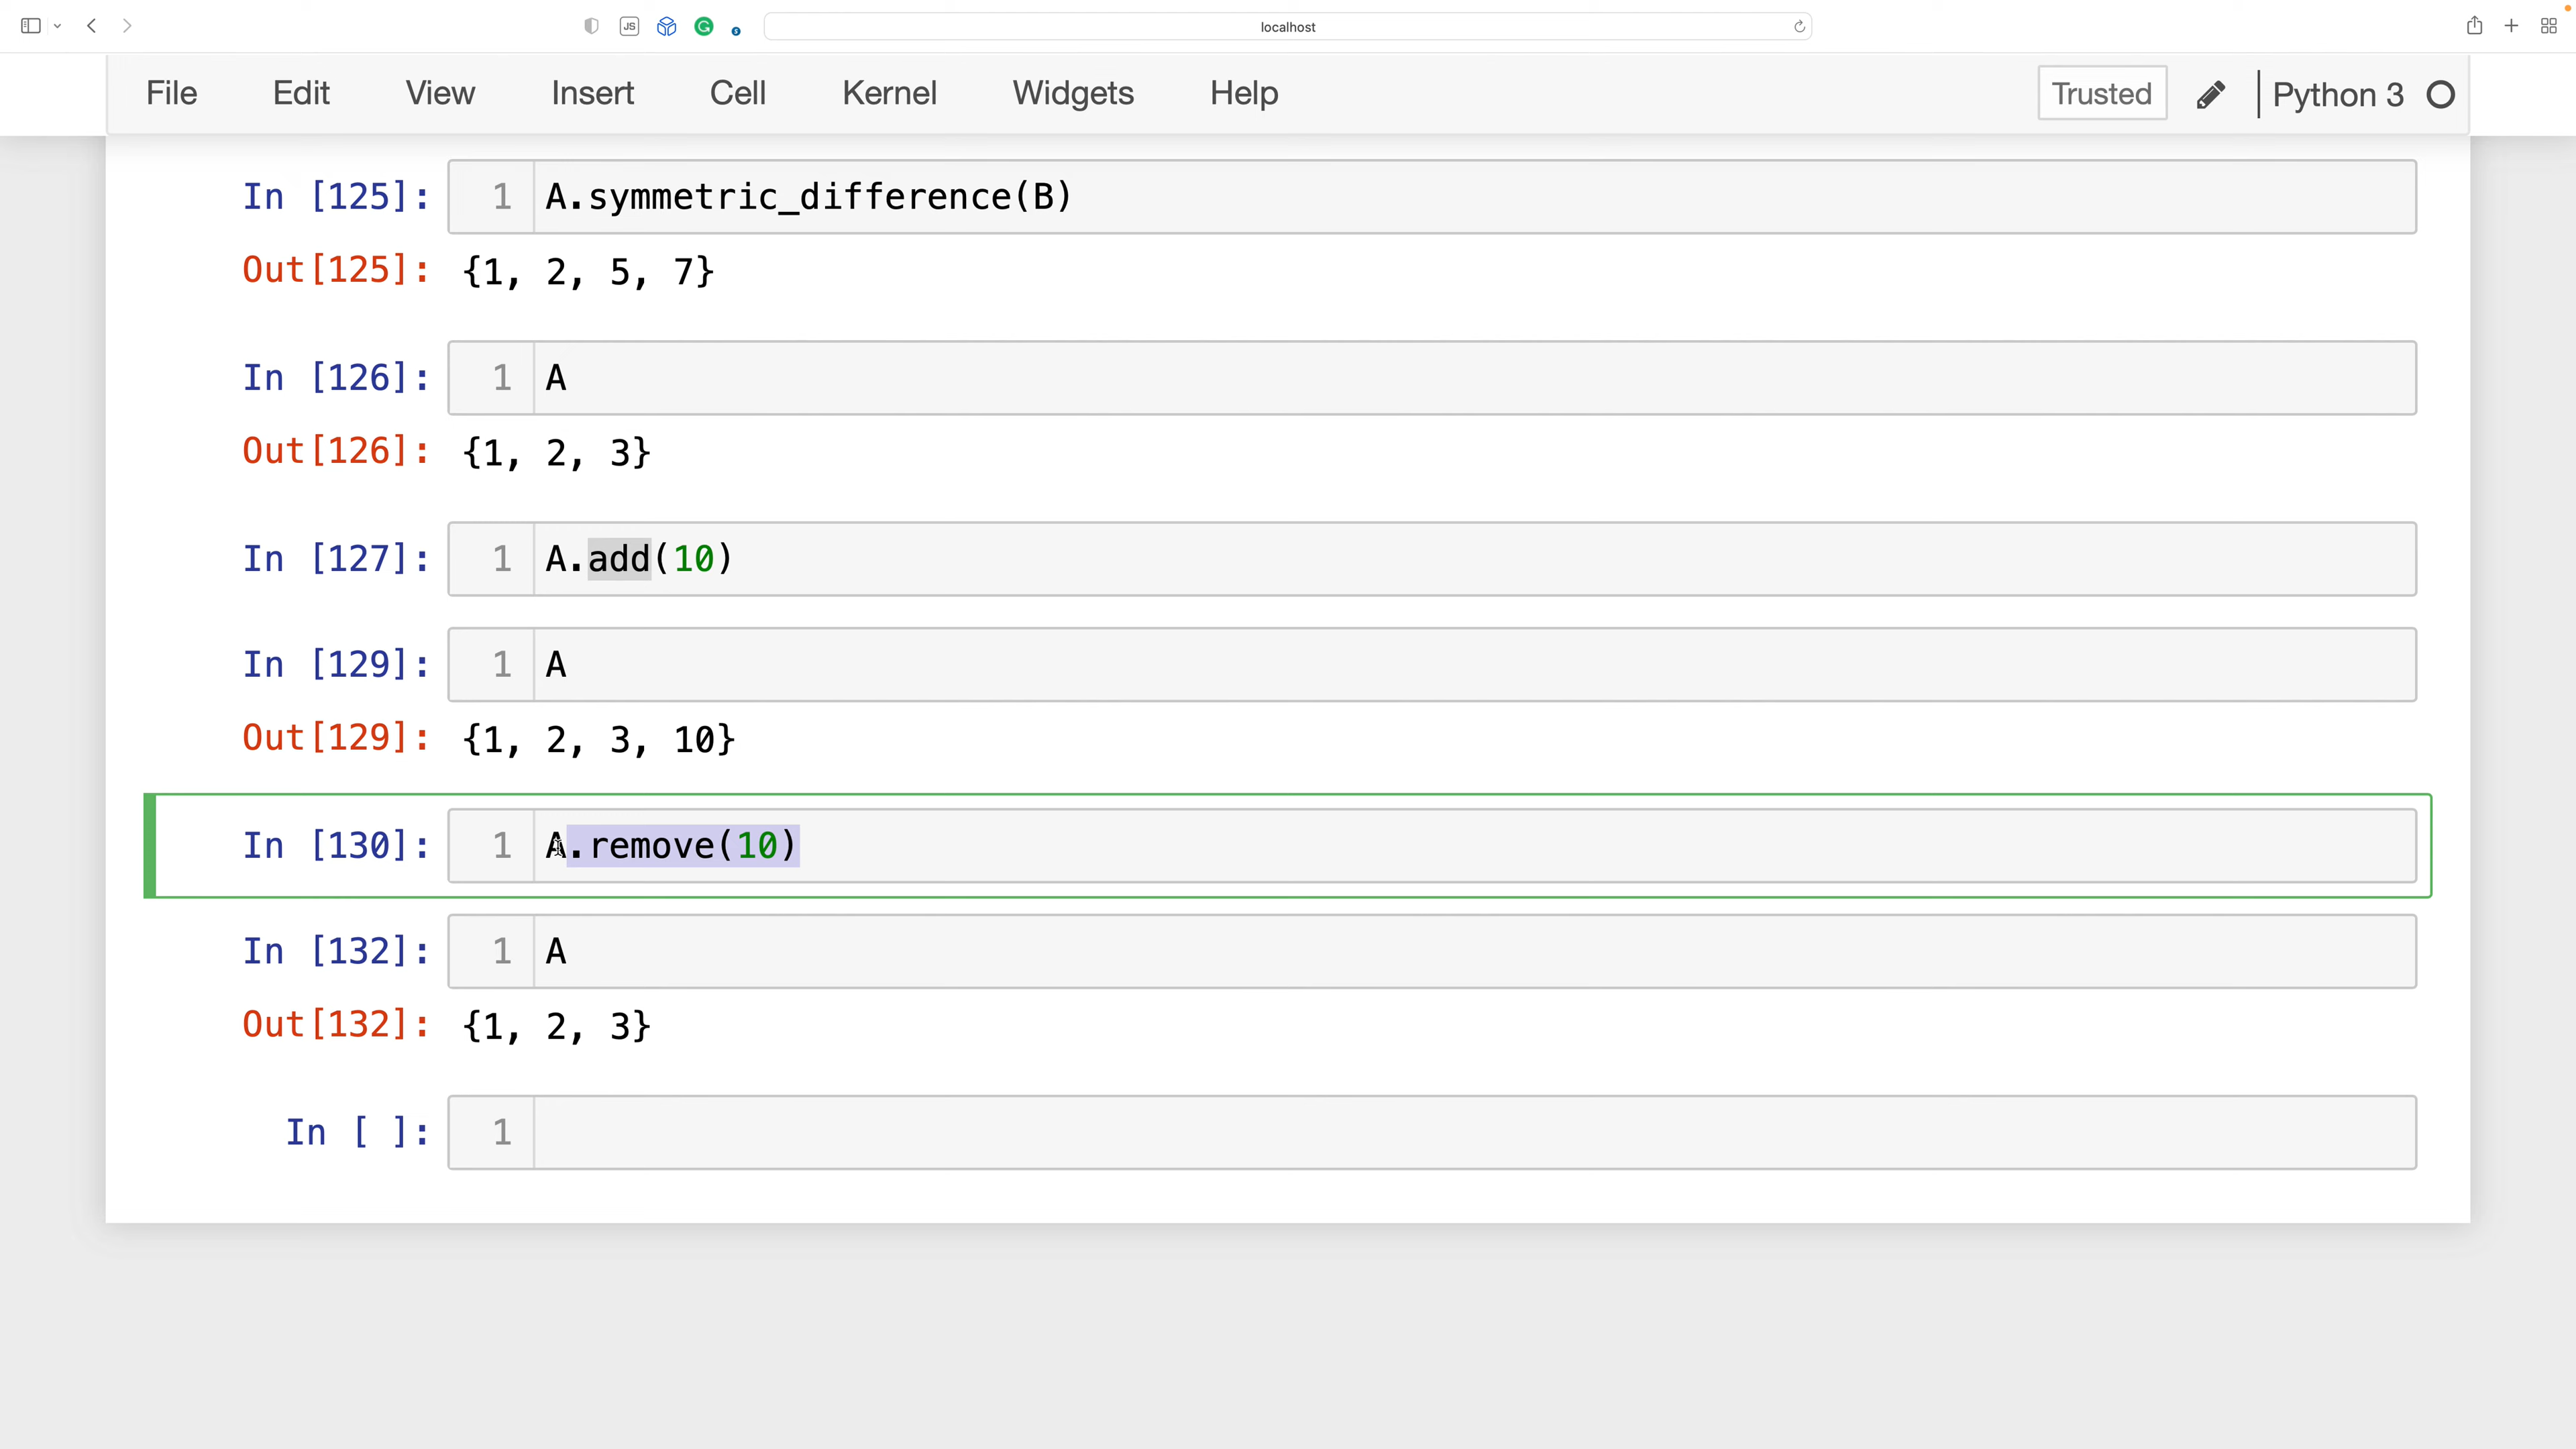 JS
G
s
localhost
File Edit View Insert Cell Kernel Widgets Help Trusted Python 3
In [125]: 1 A.symmetric_difference(B)
Out[125]: {1, 2, 5, 7}
In [126]: 1 A
Out[126]: {1, 2, 3}
In [127]: 1 A.add(10)
In [129]: 1 A
Out[129]: {1, 2, 3, 10}
In [130]: 1 A.remove(10)
In [132]: 1 A
Out[132]: {1, 2, 3}
In [ ]: 1